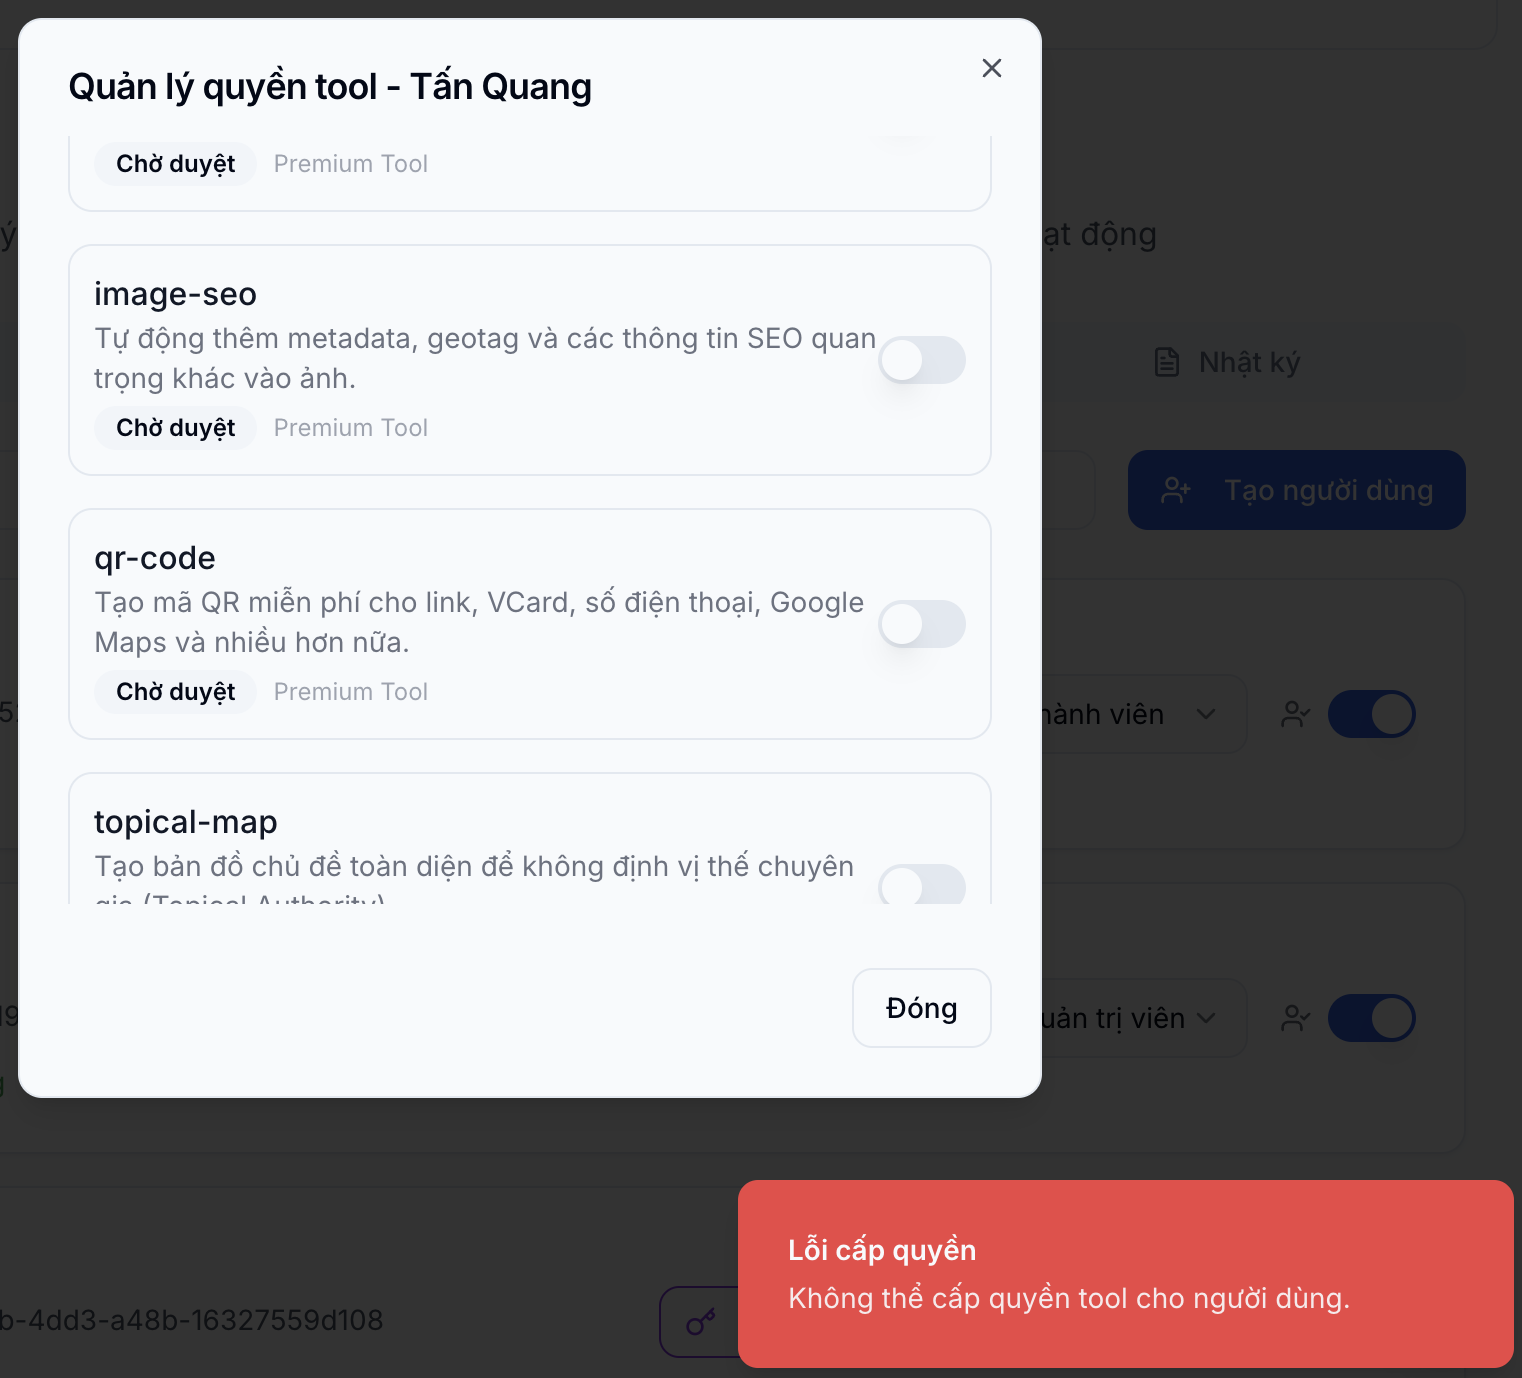 Quản lý quyền tool - Tấn Quang
Chờ duyệt Premium Tool
image-seo
Tự động thêm metadata, geotag và các thông tin SEO quan
trọng khác vào ảnh.
Chờ duyệt Premium Tool
qr-code
Tạo mã QR miễn phí cho link, VCard, số điện thoại, Google
Maps và nhiều hơn nữa.
Chờ duyệt Premium Tool
topical-map
Tạo bản đồ chủ đề toàn diện để không định vị thế chuyên
gia (Topical Authority)
Đóng
ạt động
Nhật ký
Tạo người dùng
hành viên
uản trị viên
b-4dd3-a48b-16327559d108
Lỗi cấp quyền
Không thể cấp quyền tool cho người dùng.